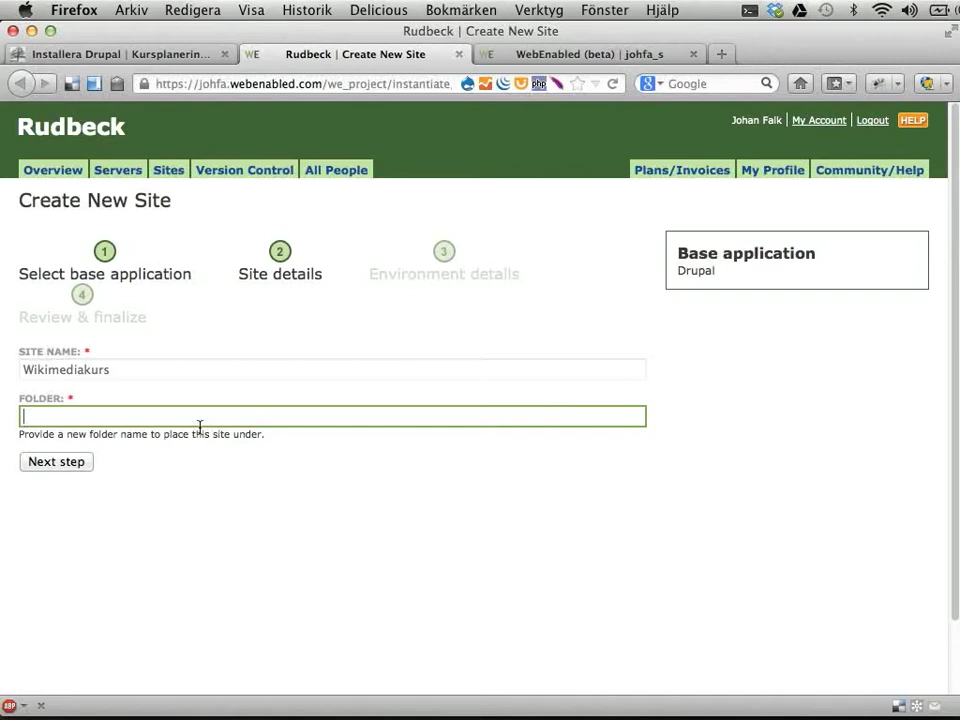 Firefox Arkiv Redigera Visa Historik Delicious Bokmärken Verktyg Fönster Hjälp
Rudbeck | Create New Site
Installera Drupal | Kursplanerin... WE Rudbeck | Create New Site WE WebEnabled (beta) | johfa_s
https://johfa.webenabled.com/we_project/instantiate, php Google
Rudbeck
Johan Falk | My Account | Logout HELP
Overview Servers Sites Version Control All People Plans/Invoices My Profile Community/Help
Create New Site
1 2 3
Select base application Site details Environment details
4
Review & finalize
Base application
Drupal
SITE NAME: *
Wikimediakurs
FOLDER: *
Provide a new folder name to place this site under.
Next step
ABP